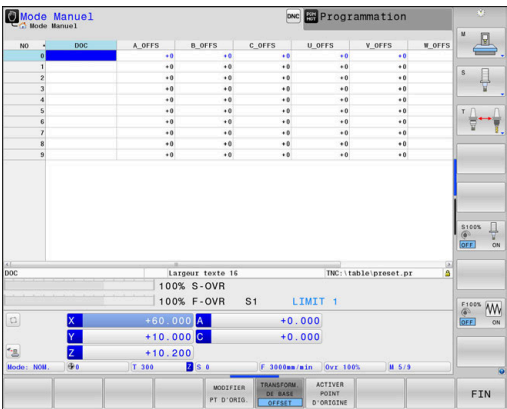 Mode Manuel
Mode Manuel
DNC
Programmation
NO DOC A_OFFS B_OFFS C_OFFS U_OFFS V_OFFS W_OFFS
0 +0 +0 +0 +0 +0
1 +0 +0 +0 +0 +0
2 +0 +0 +0 +0 +0
3 +0 +0 +0 +0 +0
4 +0 +0 +0 +0 +0
5 +0 +0 +0 +0 +0
6 +0 +0 +0 +0 +0
7 +0 +0 +0 +0 +0
8 +0 +0 +0 +0 +0
9 +0 +0 +0 +0 +0
DOC Largeur texte 16 TNC:\table\preset.pr
100% S-OVR
100% F-OVR S1 LIMIT 1
X +60.000 A +0.000
Y +10.000 C +0.000
Z +10.200
Mode: NOM. 0 T 300 Z S 0 F 3000mm/min Ovr 100% M 5/9
MODIFIER PT D'ORIG.
TRANSFORM DE BASE OFFSET
ACTIVER POINT D'ORIGINE
FIN
M
S
T
S100%
OFF ON
F100%
OFF ON